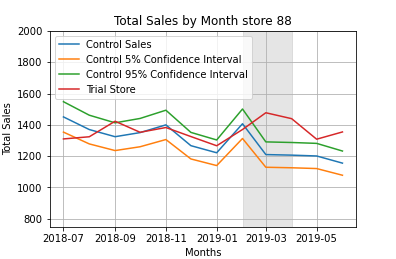 Total Sales by Month store 88
2000
1800
1600
1400
1200
1000
800
Total Sales
Control Sales
Control 5% Confidence Interval
Control 95% Confidence Interval
Trial Store
2018-07 2018-09 2018-11 2019-01 2019-03 2019-05
Months